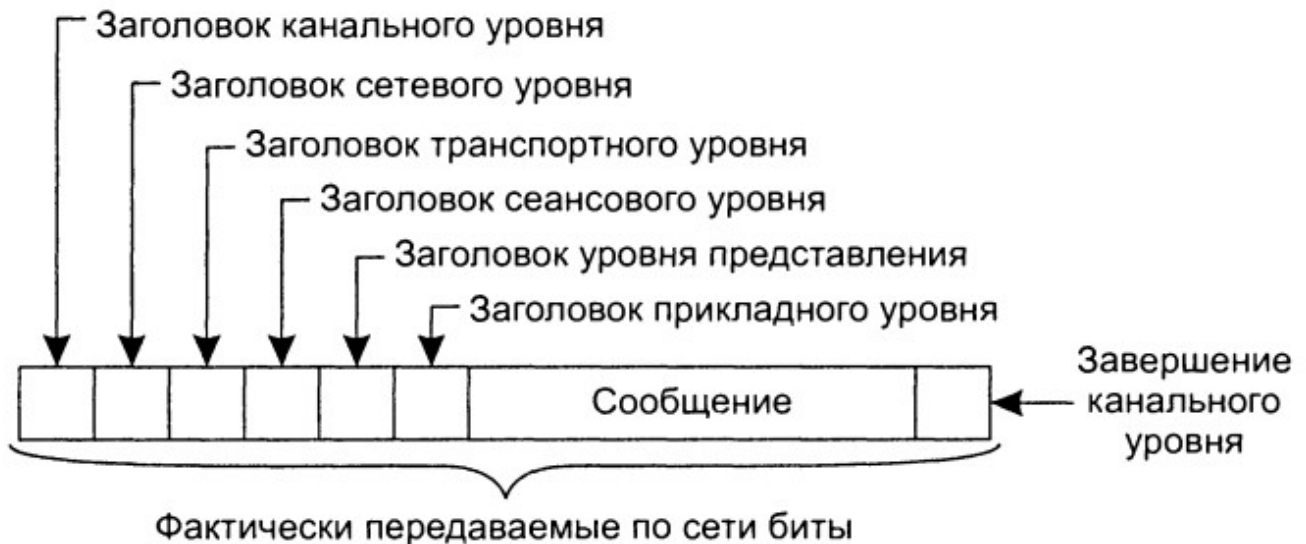 Заголовок канального уровня
Заголовок сетевого уровня
Заголовок транспортного уровня
Заголовок сеансового уровня
Заголовок уровня представления
Заголовок прикладного уровня
Сообщение
Завершение
канального
уровня
Фактически передаваемые по сети биты